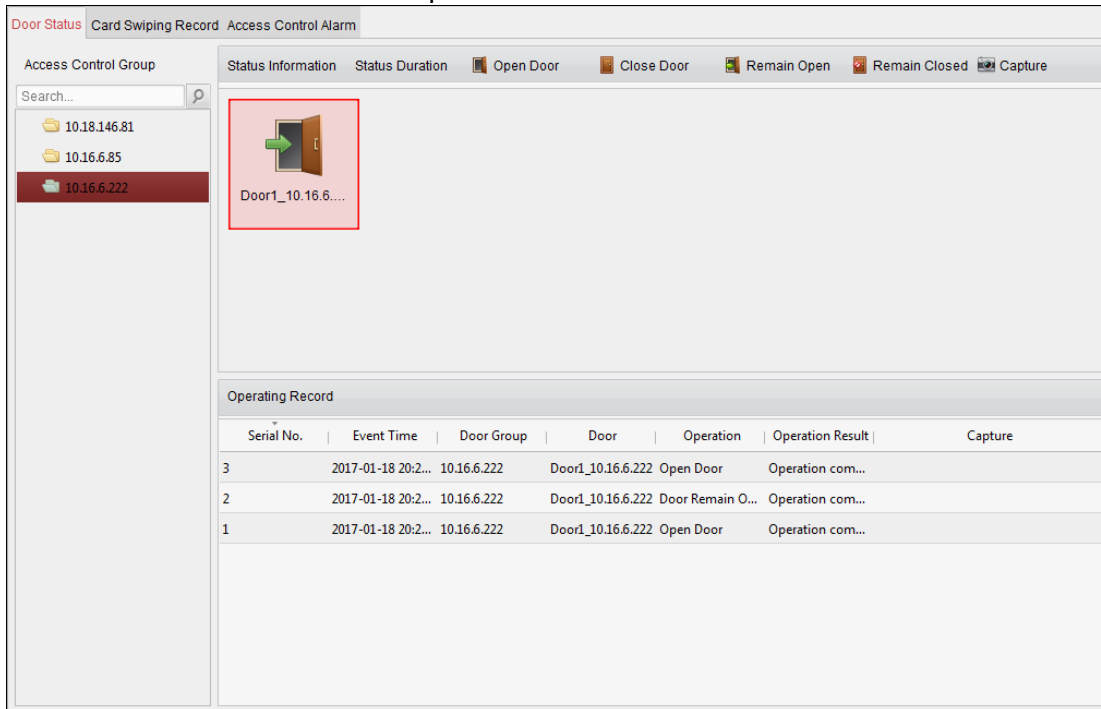 Door Status Card Swiping Record Access Control Alarm
Access Control Group
Status Information Status Duration Open Door Close Door Remain Open Remain Closed Capture
Search...
10.18.146.81
10.16.6.85
10.16.6.222
Door1_10.16.6....
Operating Record
Serial No. Event Time Door Group Door Operation Operation Result Capture
3 2017-01-18 20:2... 10.16.6.222 Door1_10.16.6.222 Open Door Operation com...
2 2017-01-18 20:2... 10.16.6.222 Door1_10.16.6.222 Door Remain O... Operation com...
1 2017-01-18 20:2... 10.16.6.222 Door1_10.16.6.222 Open Door Operation com...